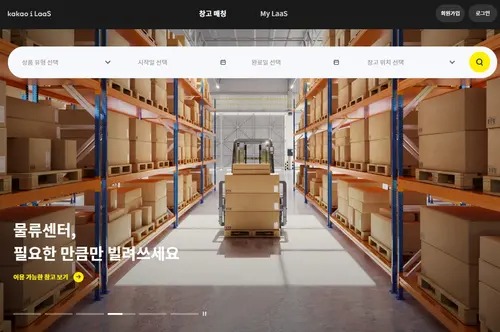 kakao i LaaS
창고 매칭
My LaaS
회원가입
로그인
상품 유형 선택
시작일 선택
완료일 선택
창고 위치 선택
물류센터,
필요한 만큼만 빌려쓰세요
이용 가능한 창고 보기